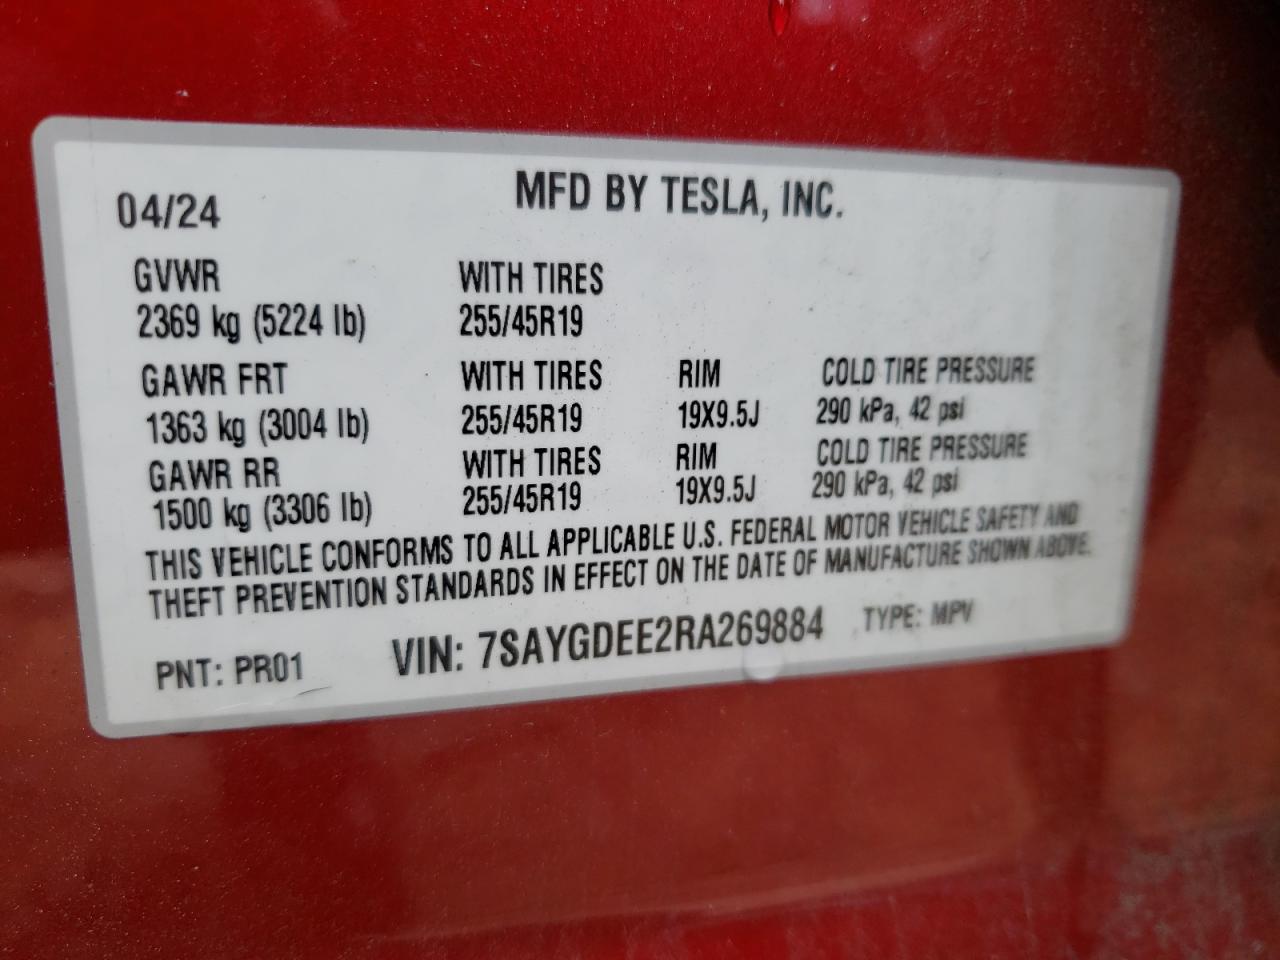 04/24 MFD BY TESLA, INC.
GVWR WITH TIRES
2369 kg (5224 lb) 255/45R19
GAWR FRT WITH TIRES RIM COLD TIRE PRESSURE
1363 kg (3004 lb) 255/45R19 19X9.5J 290 kPa, 42 psi
GAWR RR WITH TIRES RIM COLD TIRE PRESSURE
1500 kg (3306 lb) 255/45R19 19X9.5J 290 kPa, 42 psi
THIS VEHICLE CONFORMS TO ALL APPLICABLE U.S. FEDERAL MOTOR VEHICLE SAFETY AND
THEFT PREVENTION STANDARDS IN EFFECT ON THE DATE OF MANUFACTURE SHOWN ABOVE.
PNT: PR01 VIN: 7SAYGDEE2RA269884 TYPE: MPV